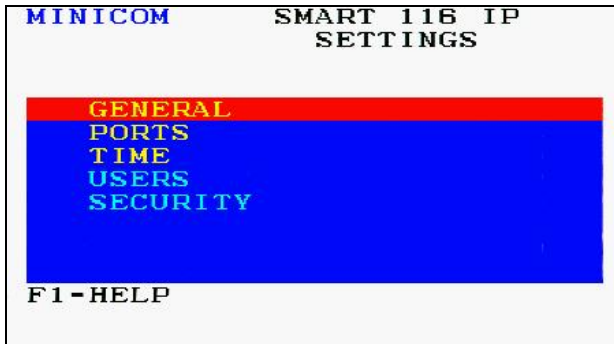 MINICOM SMART 116 IP
SETTINGS
GENERAL
PORTS
TIME
USERS
SECURITY
F1-HELP